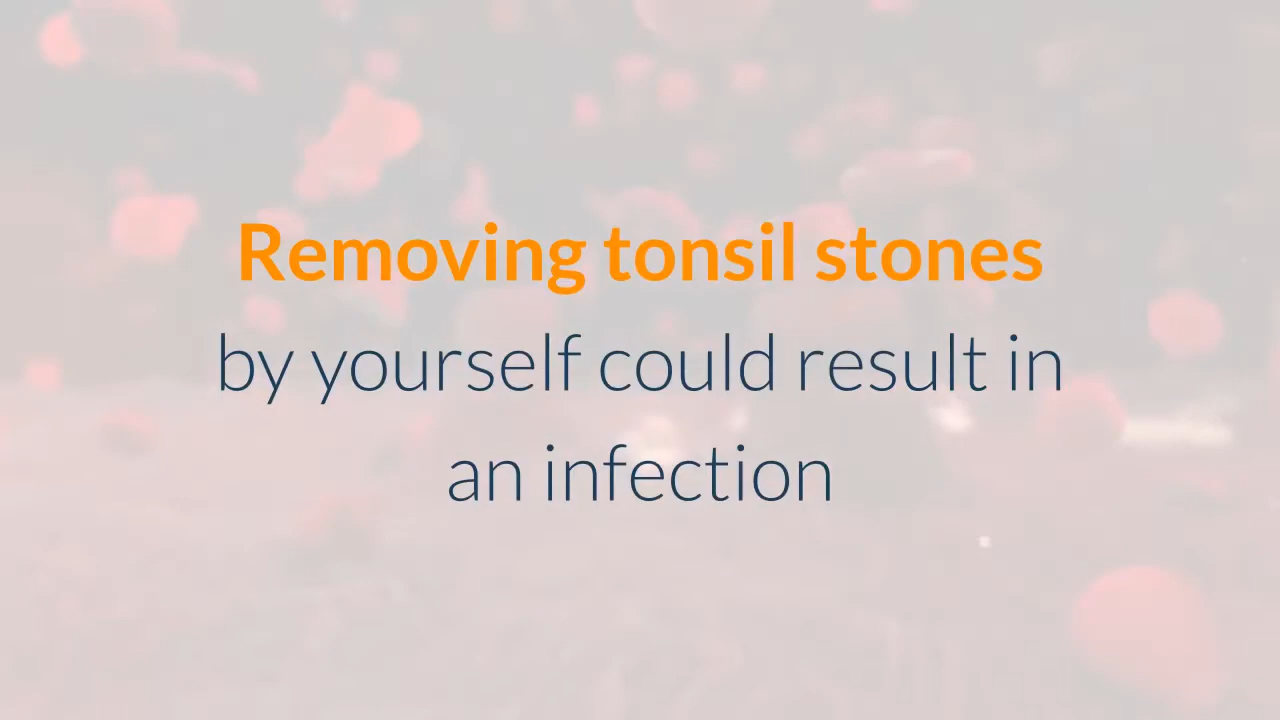 Removing tonsil stones
by yourself could result in
an infection